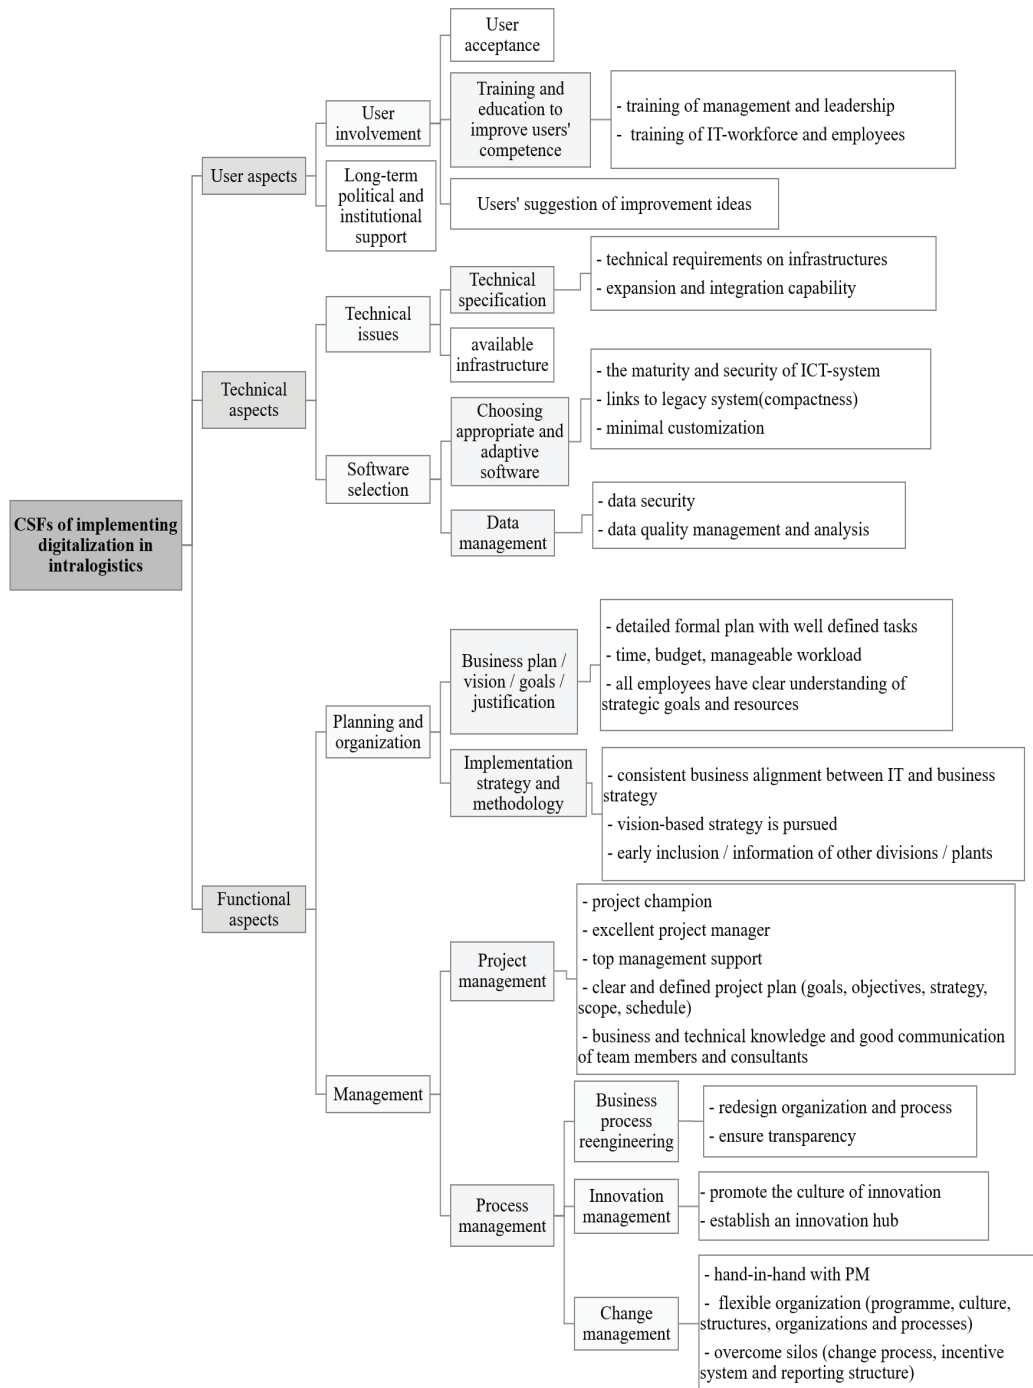 User
acceptance
Training and
education to
improve users'
competence
- training of management and leadership
- training of IT-workforce and employees
User
involvement
User aspects
Long-term
political and
institutional
support
Users' suggestion of improvement ideas
Technical
specification
- technical requirements on infrastructures
- expansion and integration capability
Technical
issues
available
infrastructure
Technical
aspects
Choosing
appropriate and
adaptive
software
- the maturity and security of ICT-system
- links to legacy system(compactness)
- minimal customization
Software
selection
Data
management
- data security
- data quality management and analysis
CSFs of implementing
digitalization in
intralogistics
Business plan /
vision / goals /
justification
- detailed formal plan with well defined tasks
- time, budget, manageable workload
- all employees have clear understanding of
strategic goals and resources
Planning and
organization
Implementation
strategy and
methodology
- consistent business alignment between IT and business
strategy
- vision-based strategy is pursued
- early inclusion / information of other divisions / plants
Functional
aspects
Project
management
- project champion
- excellent project manager
- top management support
- clear and defined project plan (goals, objectives, strategy,
scope, schedule)
- business and technical knowledge and good communication
of team members and consultants
Management
Business
process
reengineering
- redesign organization and process
- ensure transparency
Process
management
Innovation
management
- promote the culture of innovation
- establish an innovation hub
Change
management
- hand-in-hand with PM
- flexible organization (programme, culture,
structures, organizations and processes)
- overcome silos (change process, incentive
system and reporting structure)